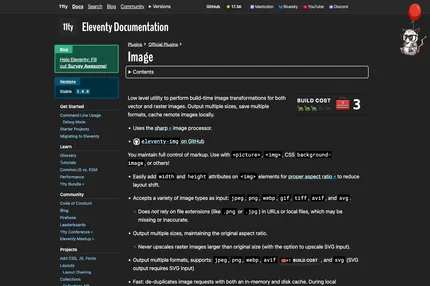 11ty Docs Search Blog Community Versions GitHub 17.3K Mastodon Bluesky YouTube Discord
11ty Eleventy Documentation
Blog
Help Eleventy: Fill
out Survey Awesome!
Versions
Stable 3.0.0
Get Started
Command Line Usage
Debug Mode
Starter Projects
Migrating to Eleventy
Learn
Glossary
Tutorials
CommonJS vs. ESM
Performance
11ty Bundle
Community
Code of Conduct
Blog
Firehose
Leaderboards
11ty Conference
Eleventy Meetup
Projects
Add CSS, JS, Fonts
Layouts
Layout Chaining
Collections
Plugins › Official Plugins ›
Image
Contents
Low level utility to perform build-time image transformations for both
vector and raster images. Output multiple sizes, save multiple
formats, cache remote images locally.
BUILD COST 3
Uses the sharp image processor.
eleventy-img on GitHub
You maintain full control of markup. Use with <picture>, <img>, CSS background-
image, or others!
Easily add width and height attributes on <img> elements for proper aspect ratio to
reduce layout shift.
Accepts a variety of image types as input: jpeg, png, webp, gif, tiff, avif, and svg.
Does not rely on file extensions (like .png or .jpg) in URLs or local files, which may be
missing or inaccurate.
Output multiple sizes, maintaining the original aspect ratio.
Never upscales raster images larger than original size (with the option to upscale SVG input).
Output multiple formats, supports: jpeg, png, webp, avif BUILD COST, and svg (SVG
output requires SVG input)
Fast: de-duplicates image requests with both an in-memory and disk cache. During local